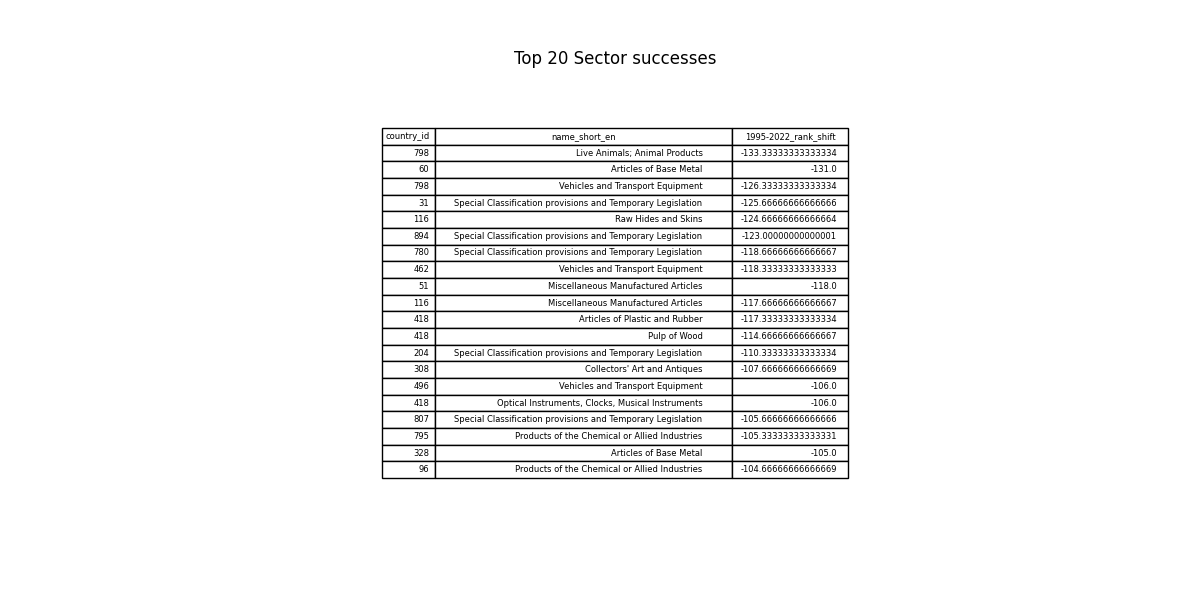 Top 20 Sector successes
country_id name_short_en 1995-2022_rank_shift
798 Live Animals; Animal Products -133.33333333333334
60 Articles of Base Metal -131.0
798 Vehicles and Transport Equipment -126.33333333333334
31 Special Classification provisions and Temporary Legislation -125.66666666666666
116 Raw Hides and Skins -124.66666666666664
894 Special Classification provisions and Temporary Legislation -123.00000000000001
780 Special Classification provisions and Temporary Legislation -118.66666666666667
462 Vehicles and Transport Equipment -118.33333333333333
51 Miscellaneous Manufactured Articles -118.0
116 Miscellaneous Manufactured Articles -117.66666666666667
418 Articles of Plastic and Rubber -117.33333333333334
418 Pulp of Wood -114.66666666666667
204 Special Classification provisions and Temporary Legislation -110.33333333333334
308 Collectors' Art and Antiques -107.66666666666669
496 Vehicles and Transport Equipment -106.0
418 Optical Instruments, Clocks, Musical Instruments -106.0
807 Special Classification provisions and Temporary Legislation -105.66666666666666
795 Products of the Chemical or Allied Industries -105.33333333333331
328 Articles of Base Metal -105.0
96 Products of the Chemical or Allied Industries -104.66666666666669